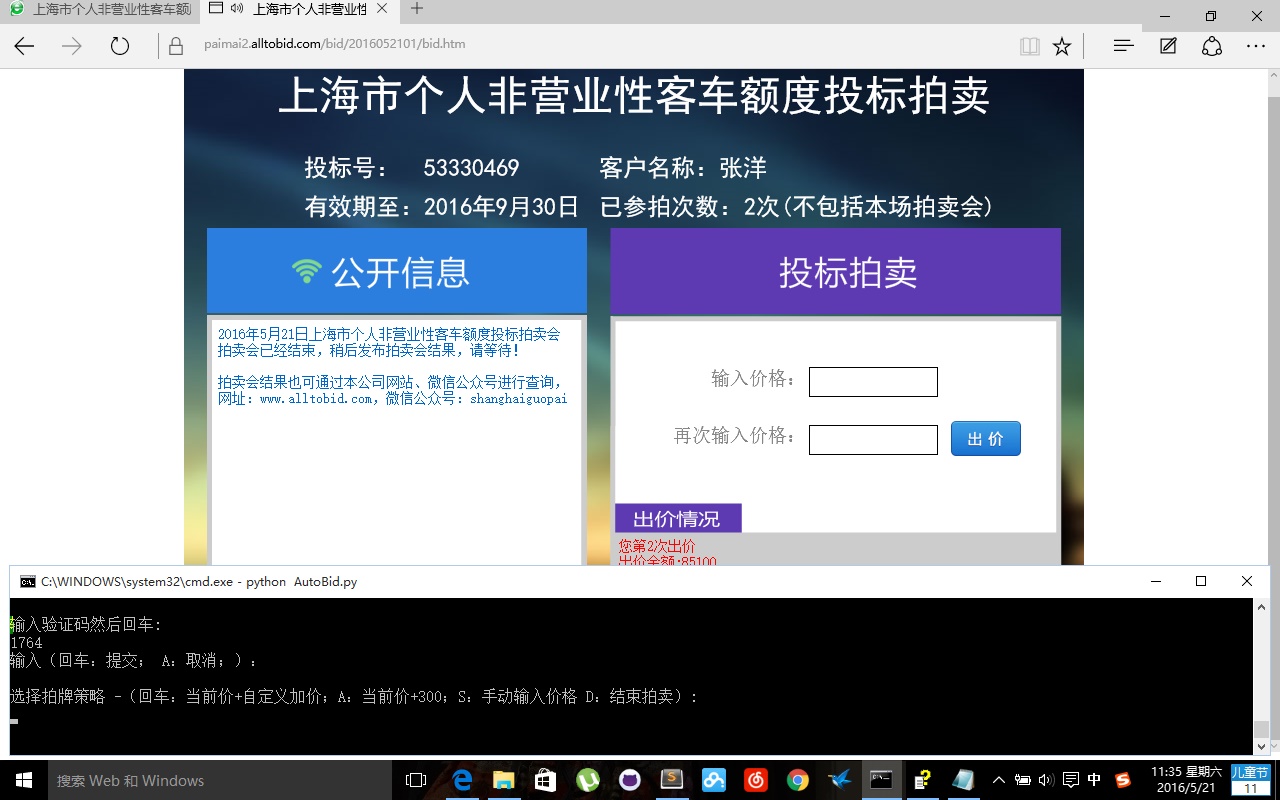 上海市个人非营业性客车额
上海市个人非营业性
paimai2.alltobid.com/bid/2016052101/bid.htm
上海市个人非营业性客车额度投标拍卖
投标号： 53330469 客户名称：张洋
有效期至：2016年9月30日 已参拍次数：2次(不包括本场拍卖会)
公开信息
投标拍卖
2016年5月21日上海市个人非营业性客车额度投标拍卖会
拍卖会已经结束，稍后发布拍卖会结果，请等待！
拍卖会结果也可通过本公司网站、微信公众号进行查询，
网址：www.alltobid.com，微信公众号：shanghaiguopai
输入价格：
再次输入价格：
出 价
出价情况
您第2次出价
出价金额:85100
C:\WINDOWS\system32\cmd.exe - python AutoBid.py
输入验证码然后回车:
1764
输入（回车：提交； A：取消；）：
选择拍牌策略 -（回车：当前价+自定义加价；A：当前价+300；S：手动输入价格 D：结束拍卖）:
搜索 Web 和 Windows
中
11:35 星期六
2016/5/21
儿童节
11